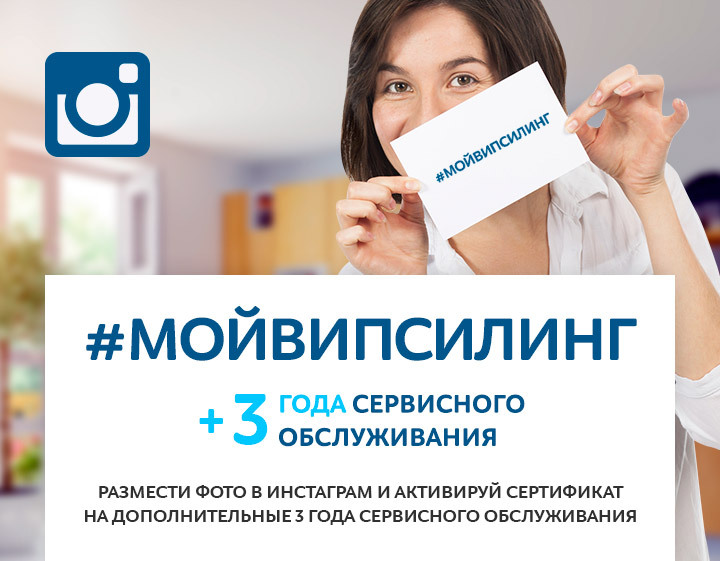 #МОЙВИПСИЛИНГ
#МОЙВИПСИЛИНГ
+3 ГОДА СЕРВИСНОГО
ОБСЛУЖИВАНИЯ
РАЗМЕСТИ ФОТО В ИНСТАГРАМ И АКТИВИРУЙ СЕРТИФИКАТ
НА ДОПОЛНИТЕЛЬНЫЕ 3 ГОДА СЕРВИСНОГО ОБСЛУЖИВАНИЯ